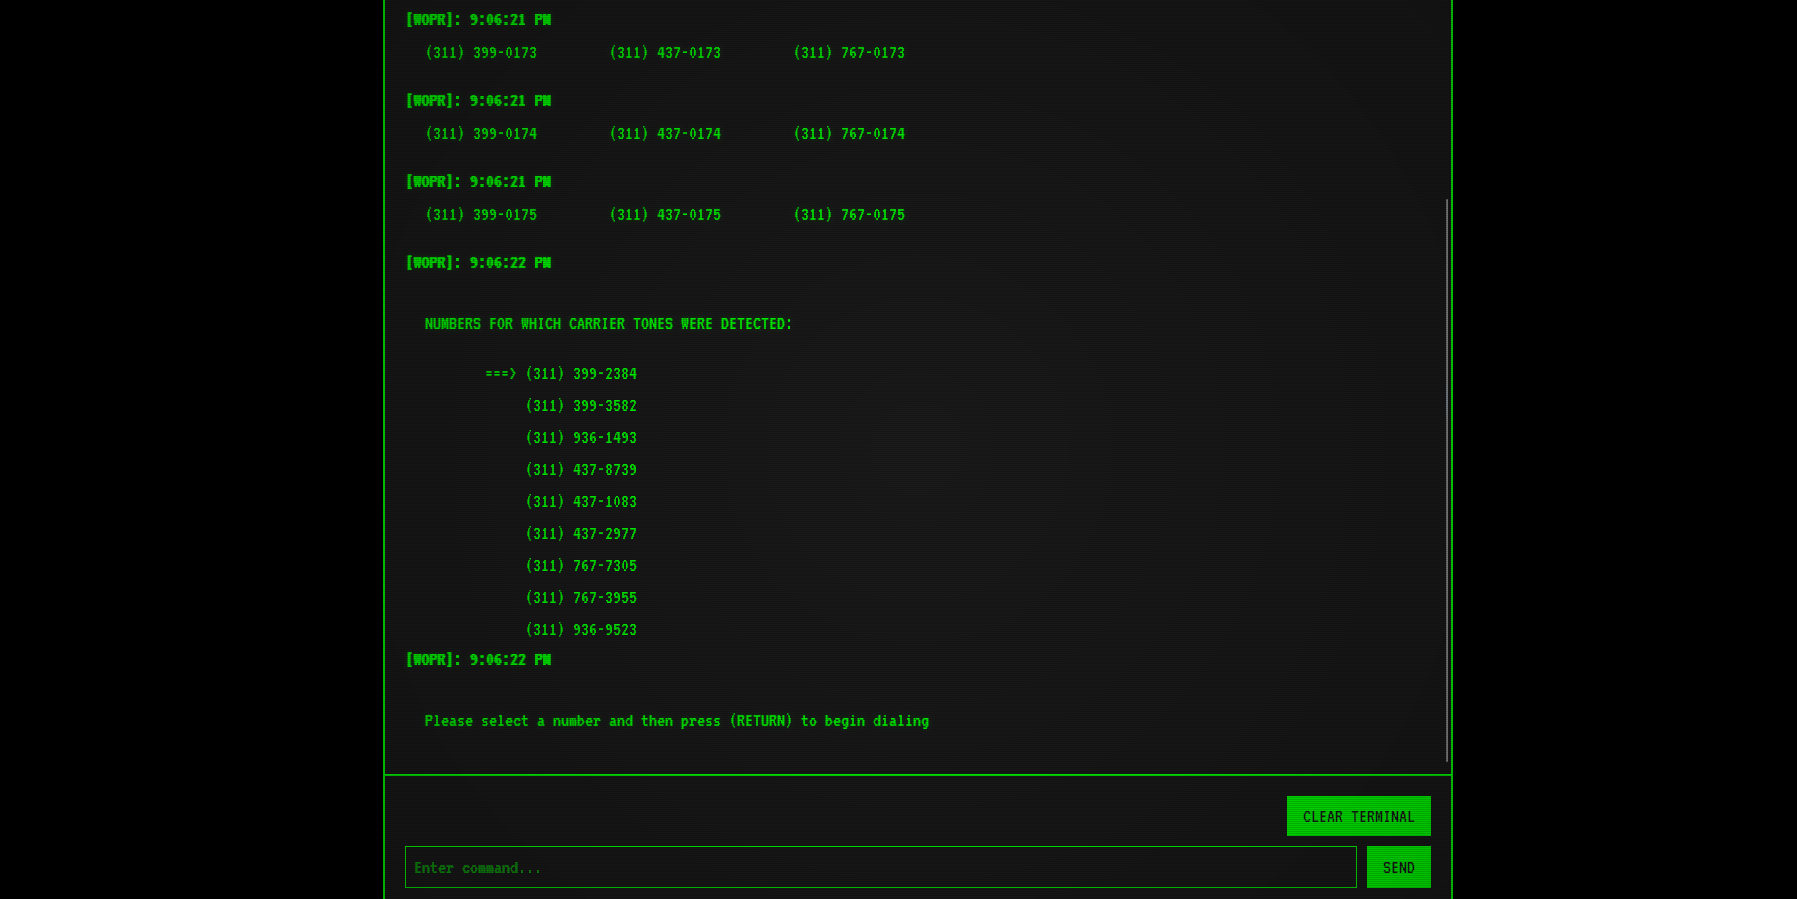 [WOPR]: 9:06:21 PM
(311) 399-0173 (311) 437-0173 (311) 767-0173
[WOPR]: 9:06:21 PM
(311) 399-0174 (311) 437-0174 (311) 767-0174
[WOPR]: 9:06:21 PM
(311) 399-0175 (311) 437-0175 (311) 767-0175
[WOPR]: 9:06:22 PM
NUMBERS FOR WHICH CARRIER TONES WERE DETECTED:
===> (311) 399-2384
(311) 399-3582
(311) 936-1493
(311) 437-8739
(311) 437-1083
(311) 437-2977
(311) 767-7305
(311) 767-3955
(311) 936-9523
[WOPR]: 9:06:22 PM
Please select a number and then press (RETURN) to begin dialing
CLEAR TERMINAL
Enter command...
SEND